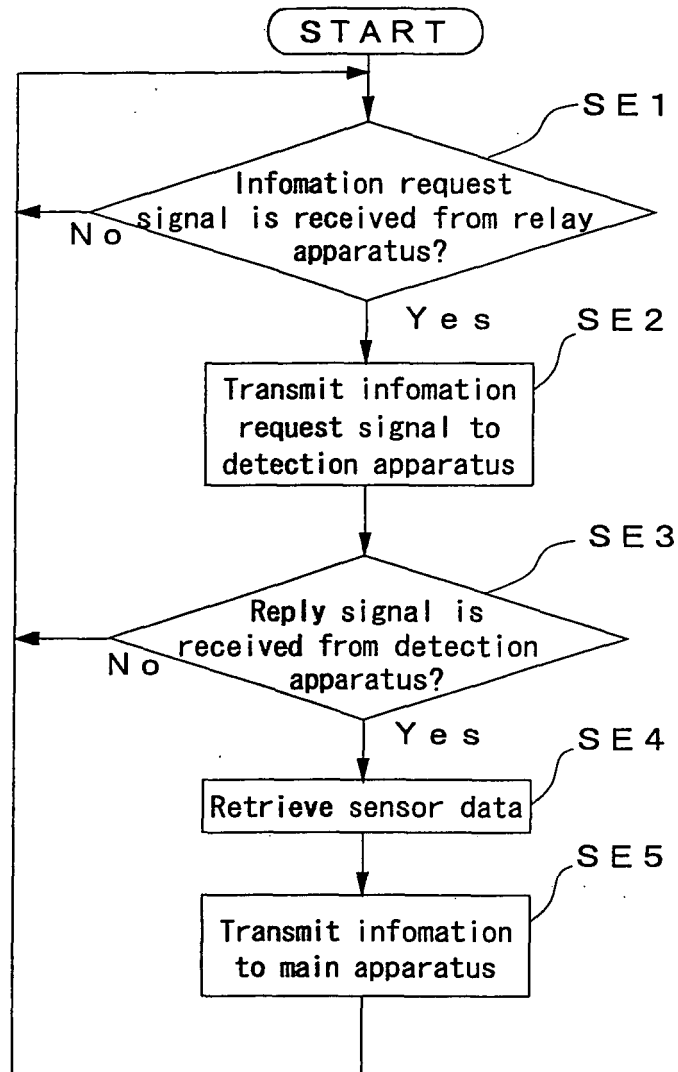 START
SE1
Infomation request
signal is received from relay
apparatus?
No
Yes
SE2
Transmit infomation
request signal to
detection apparatus
SE3
Reply signal is
received from detection
apparatus?
No
Yes
SE4
Retrieve sensor data
SE5
Transmit infomation
to main apparatus